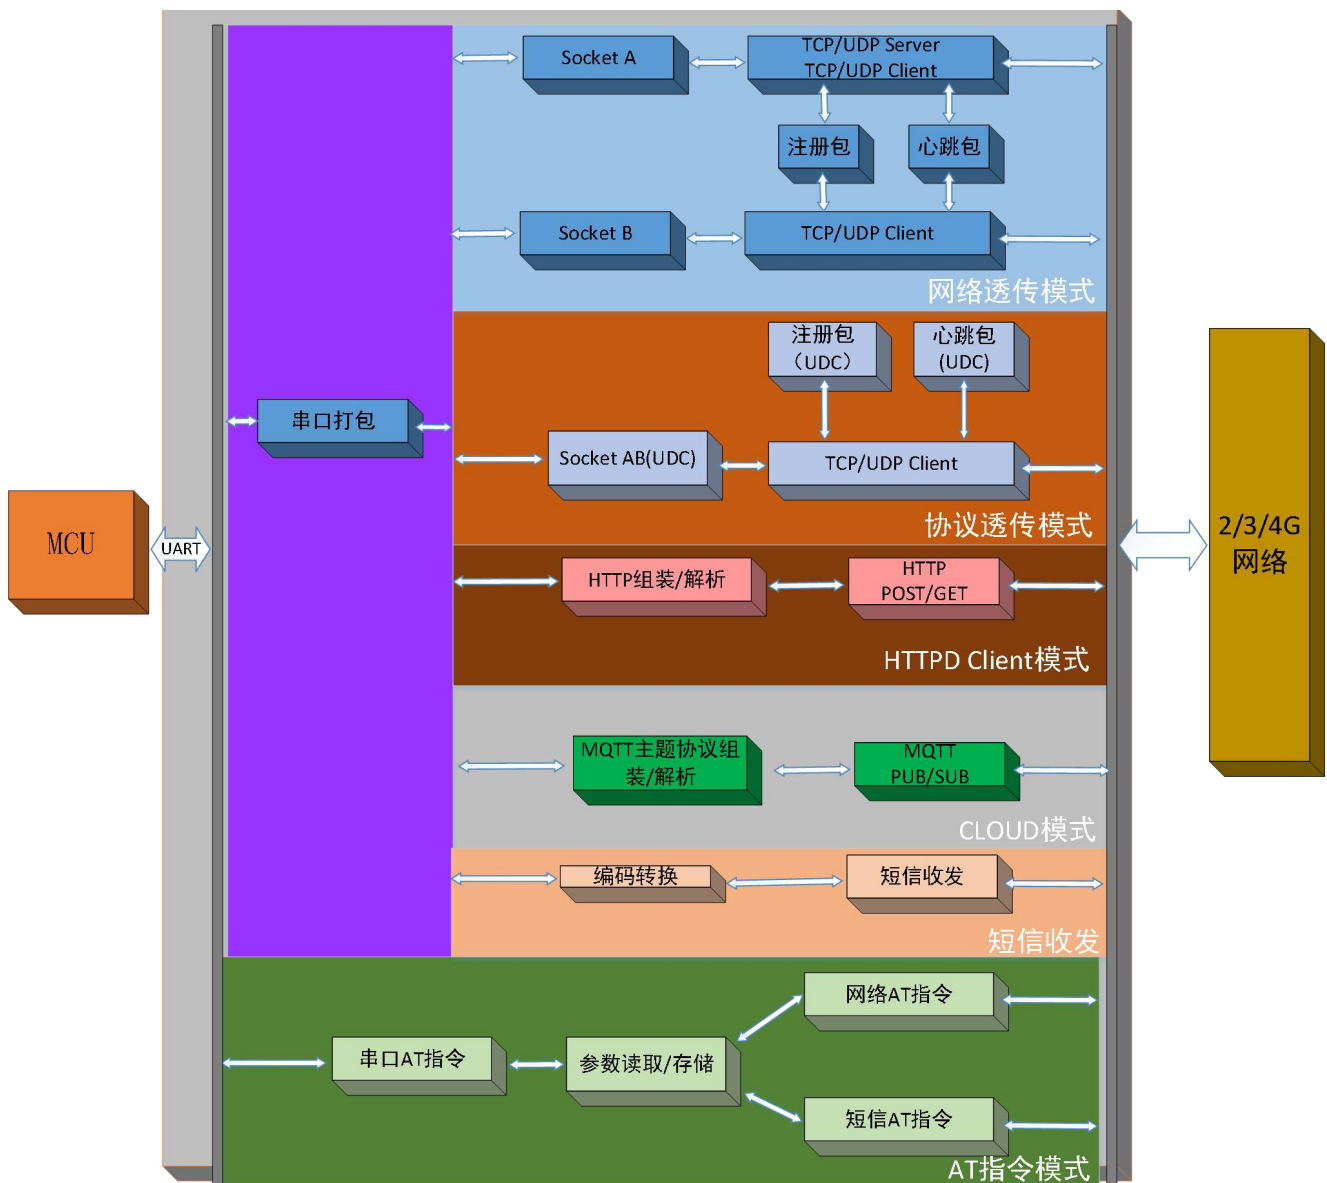 Socket A
TCP/UDP Server
TCP/UDP Client
注册包
心跳包
Socket B
TCP/UDP Client
网络透传模式
注册包
（UDC）
心跳包
(UDC)
串口打包
Socket AB(UDC)
TCP/UDP Client
协议透传模式
MCU
UART
2/3/4G
网络
HTTP组装/解析
HTTP
POST/GET
HTTPD Client模式
MQTT主题协议组
装/解析
MQTT
PUB/SUB
CLOUD模式
编码转换
短信收发
短信收发
网络AT指令
串口AT指令
参数读取/存储
短信AT指令
AT指令模式